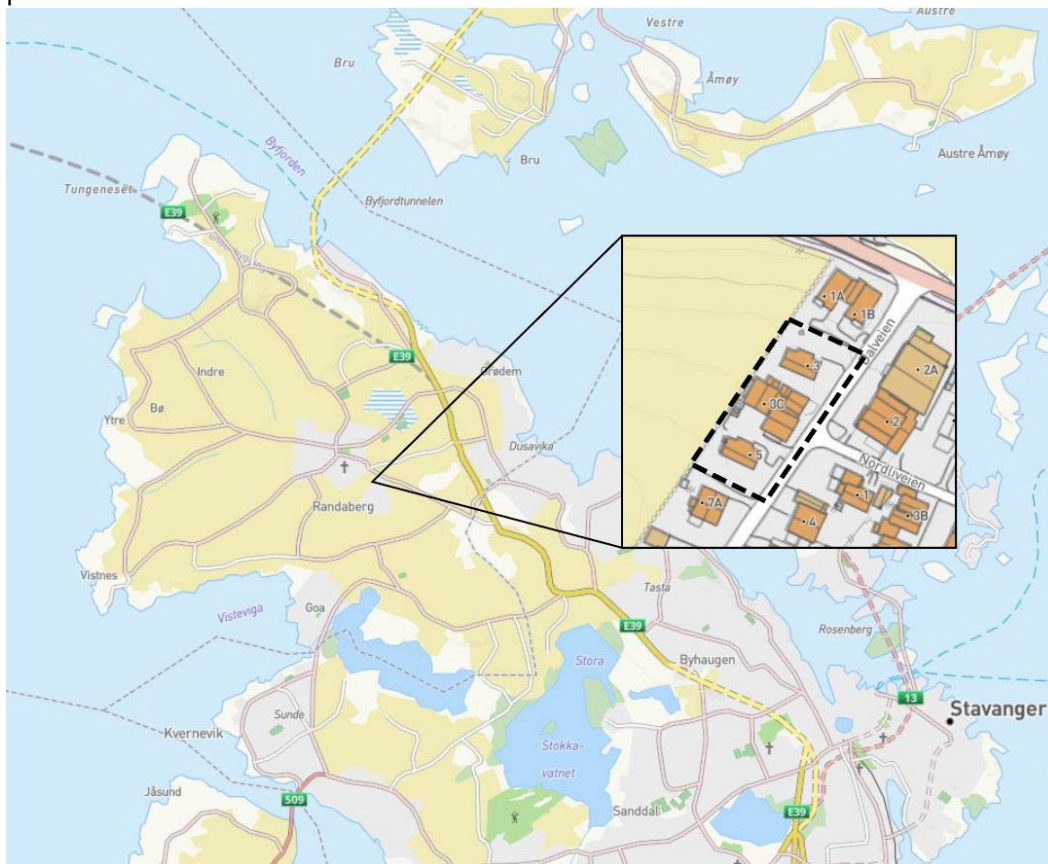 Austre
Vestre
Bru
Åmøy
Byfjorden
Bru
Austre Åmøy
Tungeneset
Byfjordtunnelen
E39
1A
1B
3
2A
E39
Grødem
3C
2
Indre
Bø
5
Nordliveien
Ytre
Dusavika
7A
1
3B
4
Randaberg
Vistnes
Tasta
Goa
Visteviga
Rosenberg
E39
Stora
Byhaugen
13
Sunde
Stavanger
Kvernevik
Stokka-
vatnet
Jåsund
509
Sanddal
E39